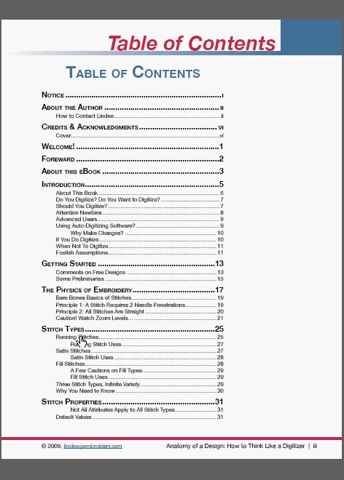 Table of Contents
TABLE OF CONTENTS
NOTICE i
ABOUT THE AUTHOR ii
How to Contact Lindee ii
CREDITS & ACKNOWLEDGMENTS vi
Cover vi
WELCOME! 1
FOREWARD 2
ABOUT THIS EBOOK 3
INTRODUCTION 5
About This Book 6
Do You Digitize? Do You Want to Digitize? 7
Should You Digitize? 7
Attention Newbies 8
Advanced Users 9
Using Auto-Digitizing Software? 9
Why Make Changes? 10
If You Do Digitize 10
When Not To Digitize 11
Foolish Assumptions 11
GETTING STARTED 13
Comments on Free Designs 13
Some Preliminaries 15
THE PHYSICS OF EMBROIDERY 17
Bare Bones Basics of Stitches 19
Principle 1: A Stitch Requires 2 Needle Penetrations 19
Principle 2: All Stitches Are Straight 20
Caution! Watch Zoom Levels 21
STITCH TYPES 25
Running Stitches 25
Running Stitch Uses 27
Satin Stitches 27
Satin Stitch Uses 28
Fill Stitches 28
A Few Cautions on Fill Types 29
Fill Stitch Uses 29
Three Stitch Types, Infinite Variety 29
Why You Need to Know 30
STITCH PROPERTIES 31
Not All Attributes Apply to All Stitch Types 31
Default Values 31
© 2009. lindeegembroidery.com Anatomy of a Design: How to Think Like a Digitizer | iii